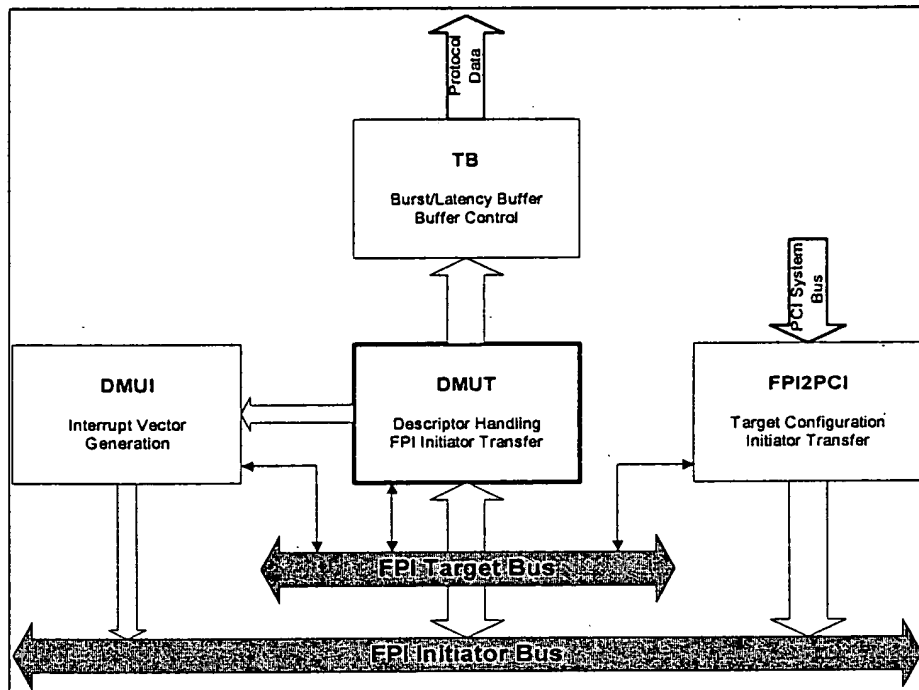 Protocol
Data
TB
Burst/Latency Buffer
Buffer Control
PCI System
Bus
DMUI
Interrupt Vector
Generation
DMUT
Descriptor Handling
FPI Initiator Transfer
FPI2PCI
Target Configuration
Initiator Transfer
FPI Target Bus
FPI Initiator Bus